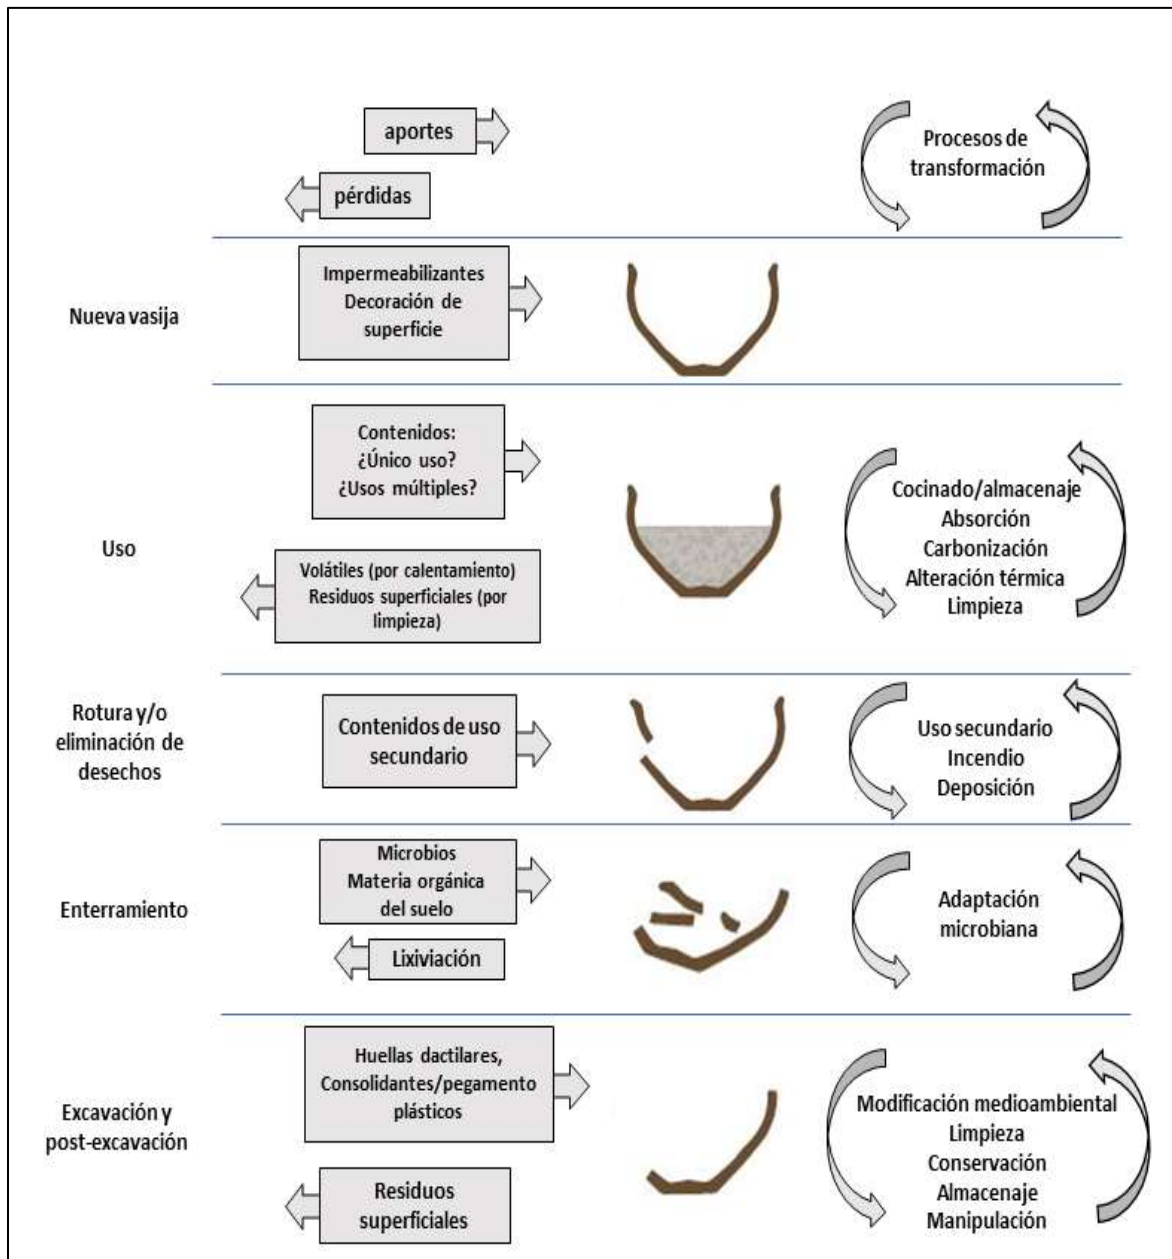 aportes
pérdidas
Procesos de
transformación
Nueva vasija
Impermeabilizantes
Decoración de
superficie
Uso
Contenidos:
¿Único uso?
¿Usos múltiples?
Volátiles (por calentamiento)
Residuos superficiales (por
limpieza)
Cocinado/almacenaje
Absorción
Carbonización
Alteración térmica
Limpieza
Rotura y/o
eliminación de
desechos
Contenidos de uso
secundario
Uso secundario
Incendio
Deposición
Enterramiento
Microbios
Materia orgánica
del suelo
Lixiviación
Adaptación
microbiana
Excavación y
post-excavación
Huellas dactilares,
Consolidantes/pegamento
plásticos
Residuos
superficiales
Modificación medioambiental
Limpieza
Conservación
Almacenaje
Manipulación